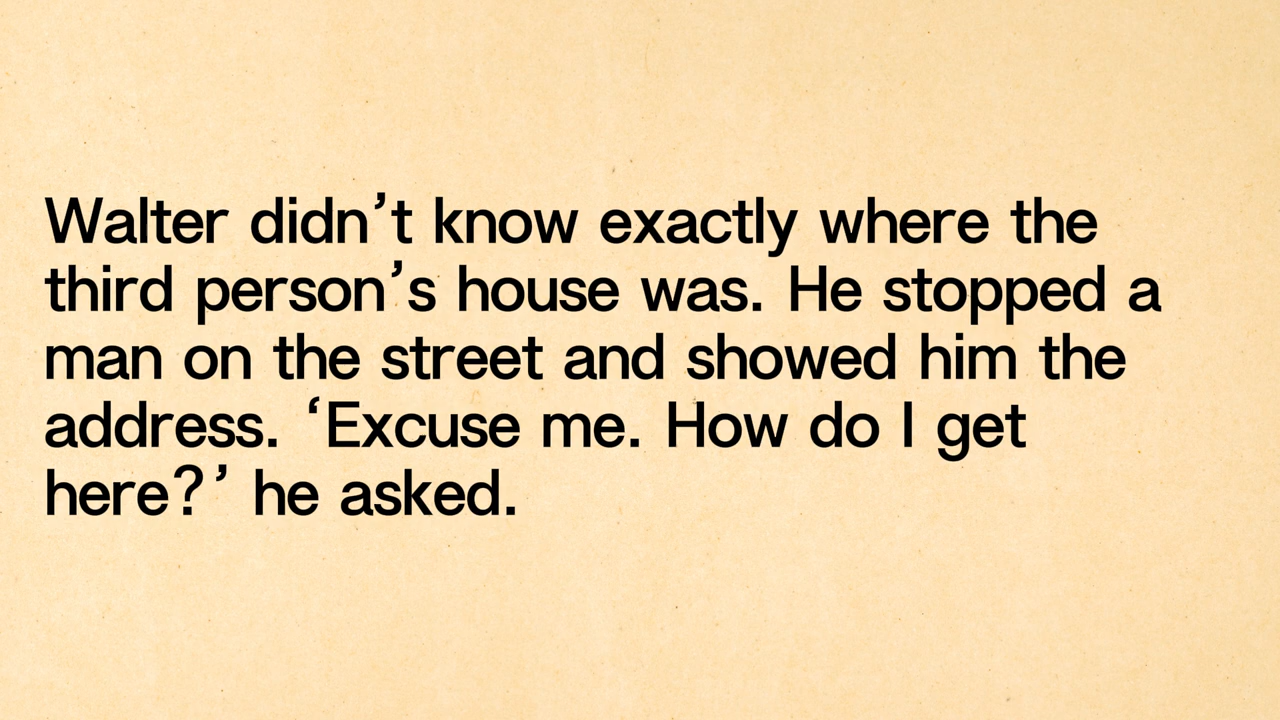 Walter didn’t know exactly where the
third person’s house was. He stopped a
man on the street and showed him the
address. ‘Excuse me. How do I get
here?’ he asked.